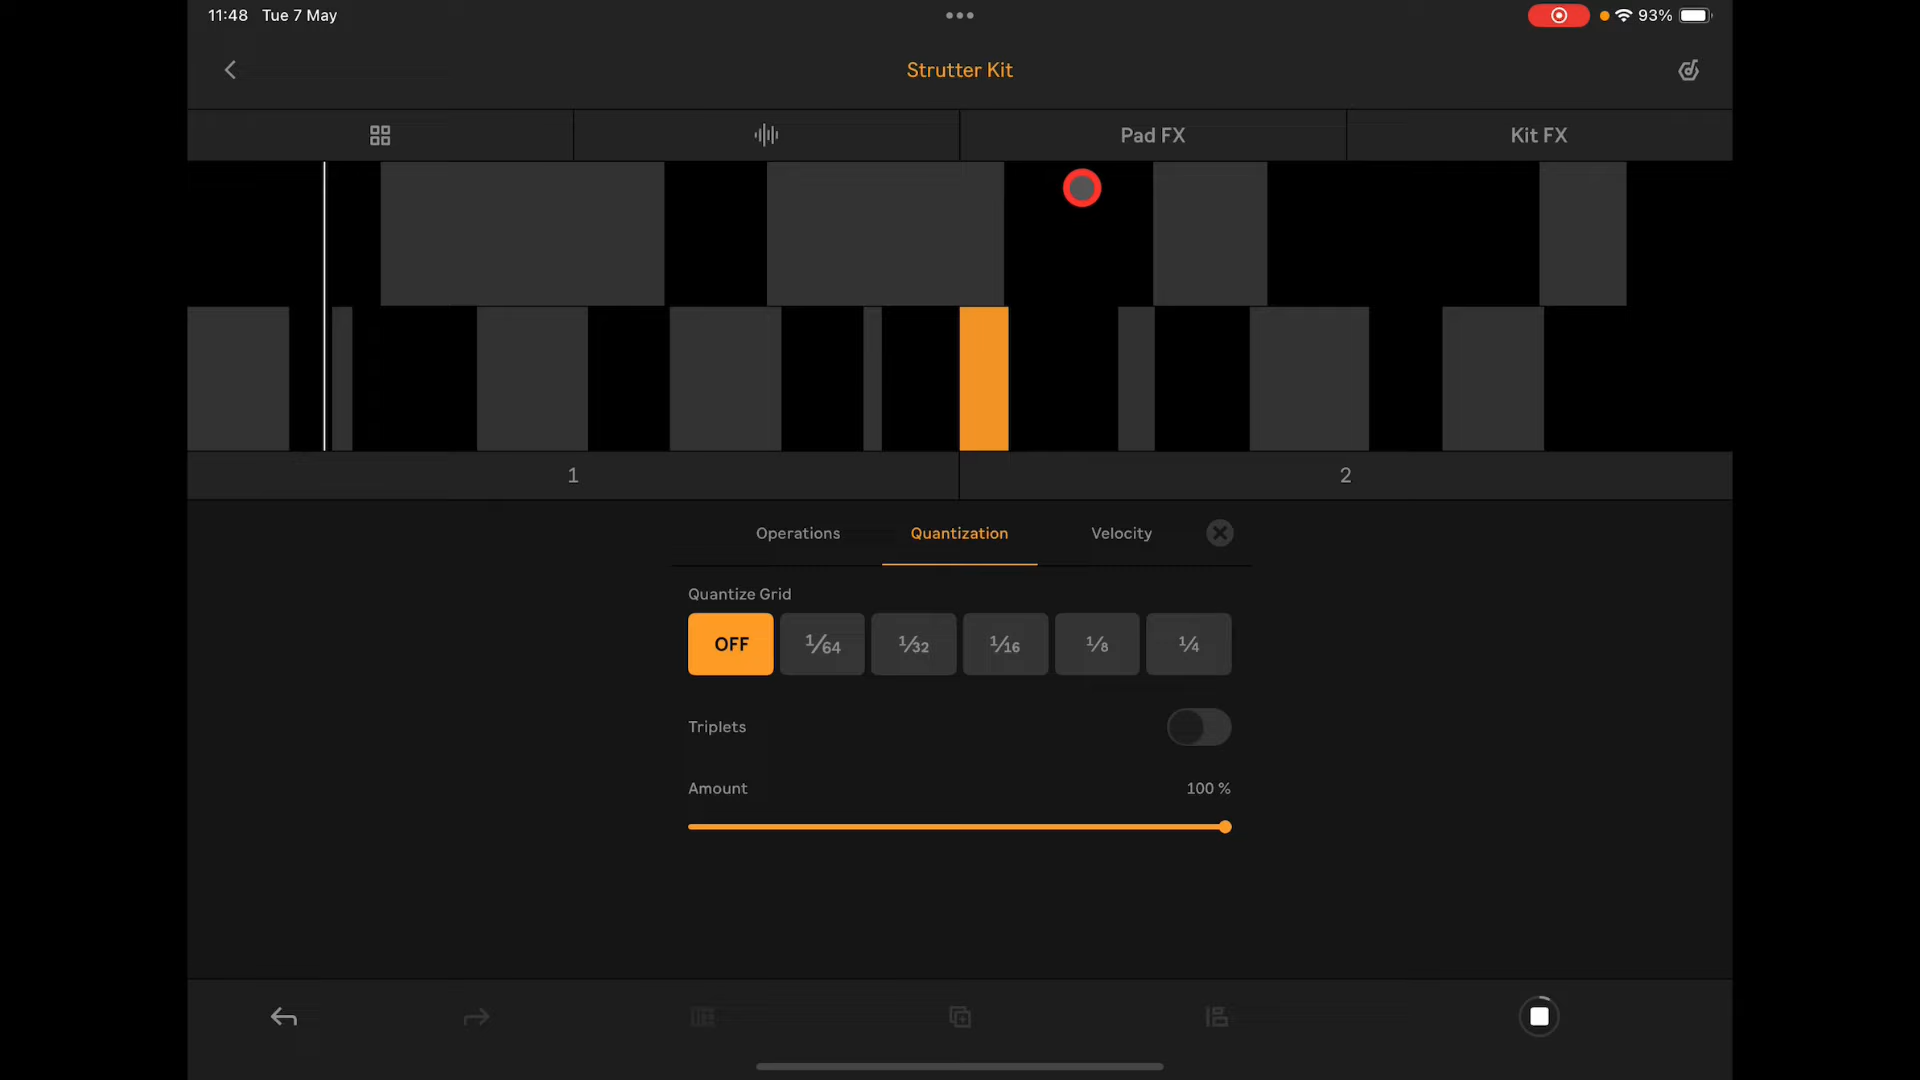 11:48 Tue 7 May
93%
Strutter Kit
Pad FX
Kit FX
1
2
Operations
Quantization
Velocity
Quantize Grid
OFF
1/64
1/32
1/16
1/8
1/4
Triplets
Amount
100 %